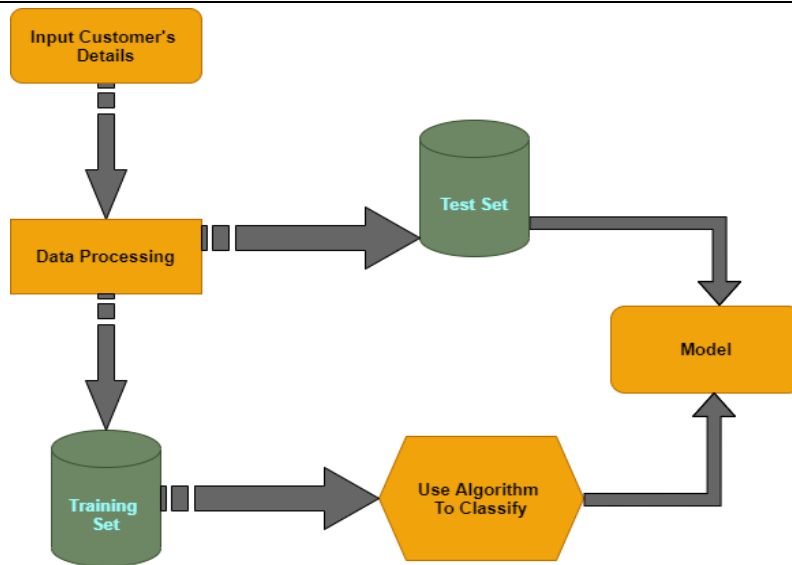 Input Customer's
Details
Test Set
Data Processing
Model
Training
Set
Use Algorithm
To Classify